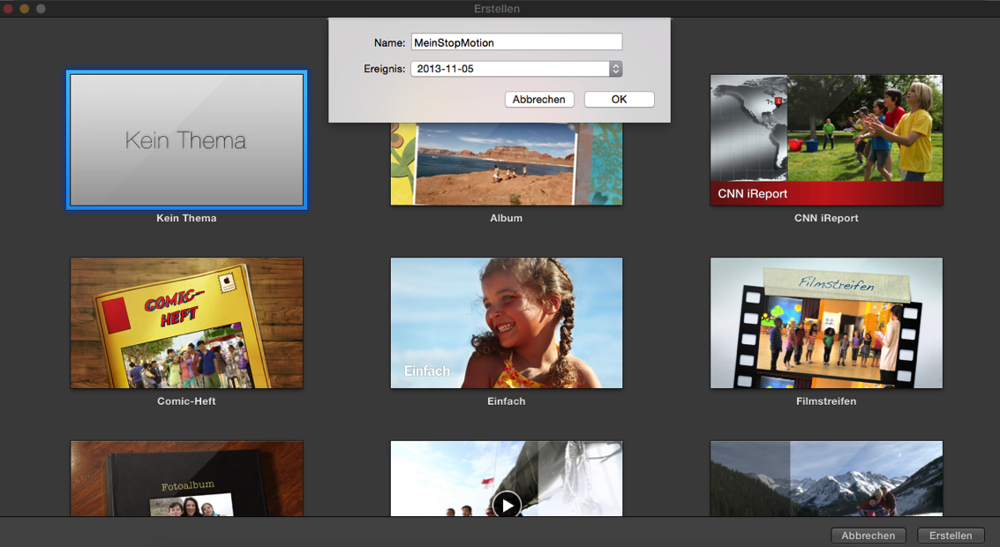 Erstellen
Name: MeinStopMotion
Ereignis: 2013-11-05
Abbrechen OK
Kein Thema
CNN iReport
Kein Thema Album CNN iReport
COMIC-
HEFT
Einfach
Filmstreifen
Comic-Heft Einfach Filmstreifen
Fotoalbum
Abbrechen Erstellen